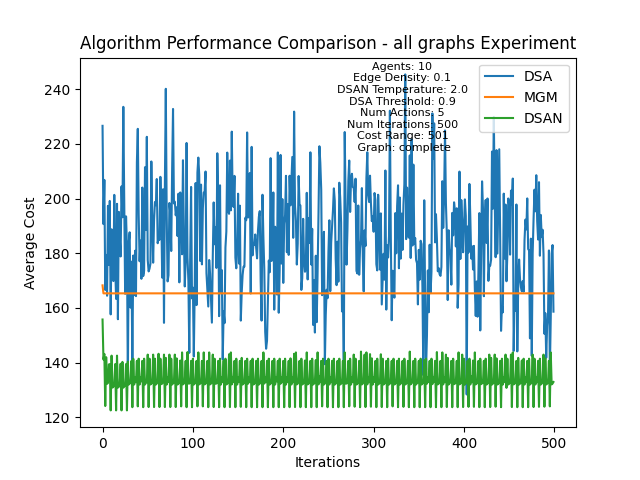 Algorithm Performance Comparison - all graphs Experiment
Agents: 10
Edge Density: 0.1
DSAN Temperature: 2.0
DSA Threshold: 0.9
Num Actions: 5
Num Iterations: 500
Cost Range: 501
Graph: complete
DSA
MGM
DSAN
Average Cost
240
220
200
180
160
140
120
0
100
200
300
400
500
Iterations